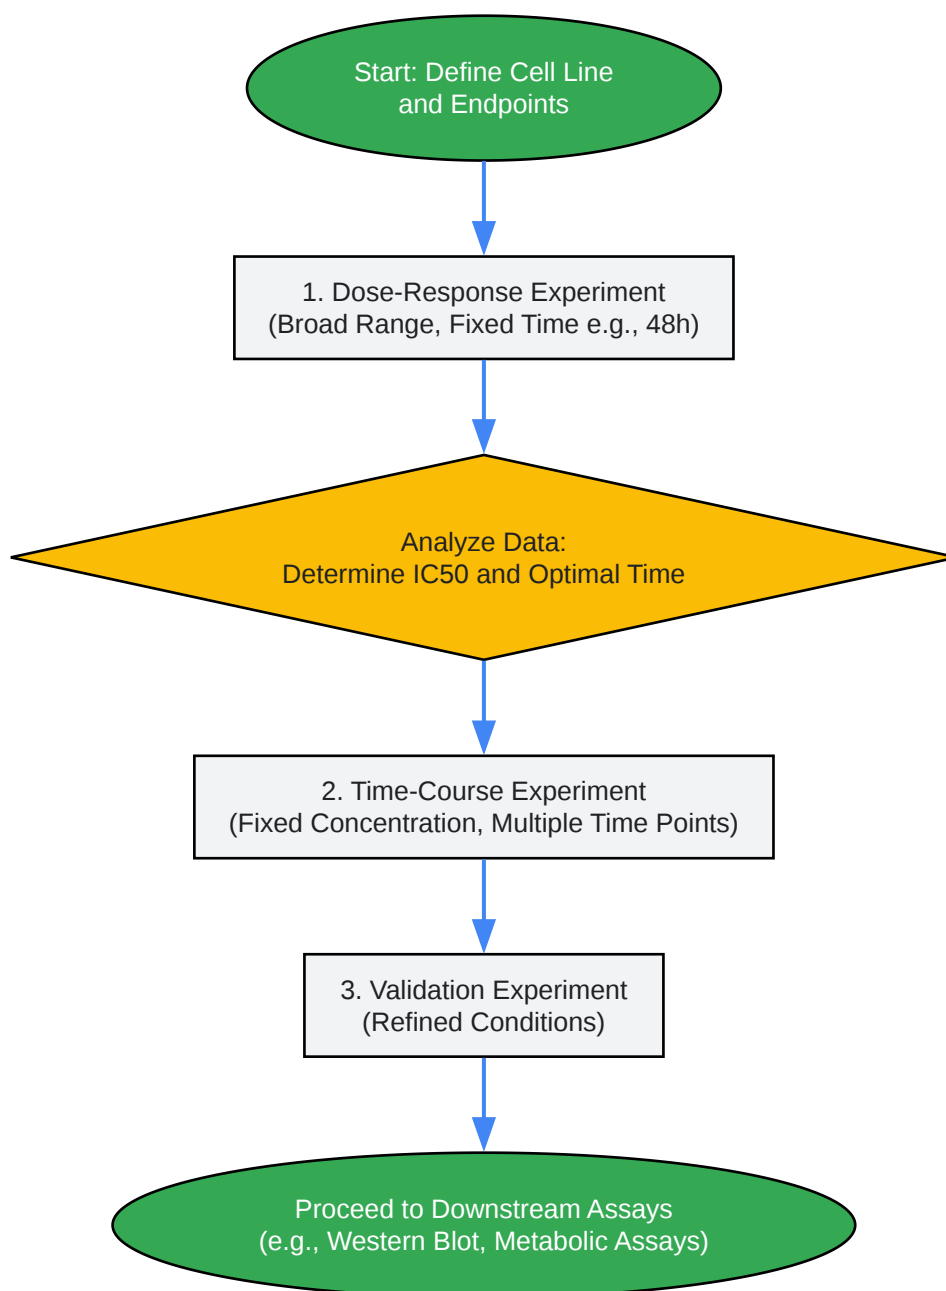 Start: Define Cell Line
and Endpoints
1. Dose-Response Experiment
(Broad Range, Fixed Time e.g., 48h)
Analyze Data:
Determine IC50 and Optimal Time
2. Time-Course Experiment
(Fixed Concentration, Multiple Time Points)
3. Validation Experiment
(Refined Conditions)
Proceed to Downstream Assays
(e.g., Western Blot, Metabolic Assays)